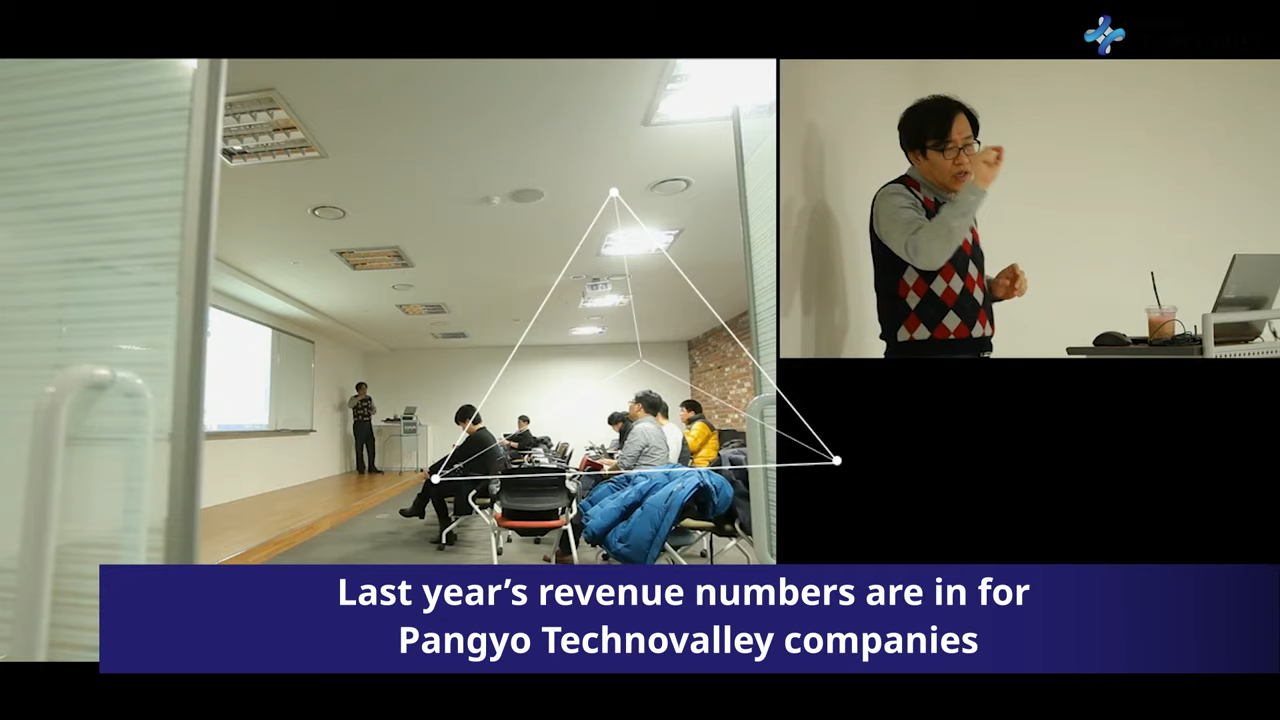 Last year’s revenue numbers are in for
Pangyo Technovalley companies